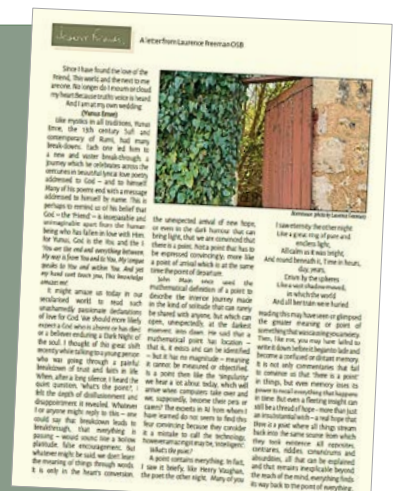 dearest friends,
A letter from Laurence Freeman OSB
Since I have found the love of the
Friend, This world and the next to me
are one. No longer do I mourn or cloud
my heart because truth's voice is heard
And I am at my own wedding
(Yunus Emre)
Like mystics in all traditions, Yunus
Emre, the 13th century Sufi and
contemporary of Rumi, had many
break-downs. Each one led him to
a new and vaster break-through, a
journey which he celebrates across the
centuries in beautiful lyrical love poetry
addressed to God – and to himself.
Many of his poems end with a message
addressed to himself by name. This is
perhaps to remind us of his belief that
God – the 'Friend' – is inseparable and
unimaginable apart from the human
being who has fallen in love with Him.
For Yunus, God is the You and the I
You are the end and everything between,
My way is from You and to You, My tongue
speaks to You and within You. And yet
my hand cant touch you, This knowledge
amuses me!
It might amuse us today in our
secularised world to read such
unashamedly passionate declarations
of love for God. We should more likely
expect a God who is absent or has died
or a believer enduring a Dark Night of
the soul. I thought of this great shift
recently while talking to a young person
who was going through a painful
breakdown of trust and faith in life.
When, after a long silence, I heard the
quiet question, 'what's the point?', I
felt the depth of disillusionment and
disappointment it revealed. Whatever
I or anyone might reply to this – one
could say that breakdown leads to
breakthrough, that everything is
passing – would sound like a hollow
platitude, false encouragement. But
whatever might be said, we don't learn
the meaning of things through words.
It is only in the heart's conversion,
Bonnevaux: photo by Laurence Freeman
the unexpected arrival of new hope,
or even in the dark humour that can
bring light, that we are convinced that
there is a point. Not a point that has to
be expressed convincingly, more like
a point of arrival which is at the same
time the point of departure.
John Main once used the
mathematical definition of a point to
describe the interior journey made
in the kind of solitude that can rarely
be shared with anyone, but which can
open, unexpectedly, at the darkest
moment, into dawn. He said that a
mathematical point has location –
that is, it exists and can be identified
– but it has no magnitude – meaning
it cannot be measured or objectified.
Is a point then like the 'singularity'
we hear a lot about today, which will
arrive when computers take over and
we, supposedly, become their pets or
carers? The experts in AI from whom I
have learned do not seem to find this
fear convincing because they consider
it a mistake to call the technology,
however smart it may be, 'intelligent.'
What's the point?
A point contains everything. In fact,
I saw it briefly, like Henry Vaughan,
the poet the other night. Many of you
I saw eternity the other night
Like a great ring of pure and
endless light,
All calm as it was bright,
And round beneath it, Time in hours,
days, years,
Driven by the spheres
Like a vast shadow moved,
in which the world
And all her train were hurled
reading this may have seen or glimpsed
the greater meaning or point of
something that was causing you anxiety.
Then, like me, you may have failed to
write it down before it began to fade and
become a confused or distant memory.
It is not only commentaries that fail
to convince us that 'there is a point'
in things, but even memory loses its
power to recall everything that happens
in time. But even a fleeting insight can
still be a thread of hope – more than just
an insubstantial wish – a real hope that
there is a point where all things stream
back into the same source from which
they took existence. All opposites,
contraries, riddles, conundrums and
absurdities, all that can be explained
and that remains inexplicable beyond
the reach of the mind, everything finds
its way back to the point of everything.